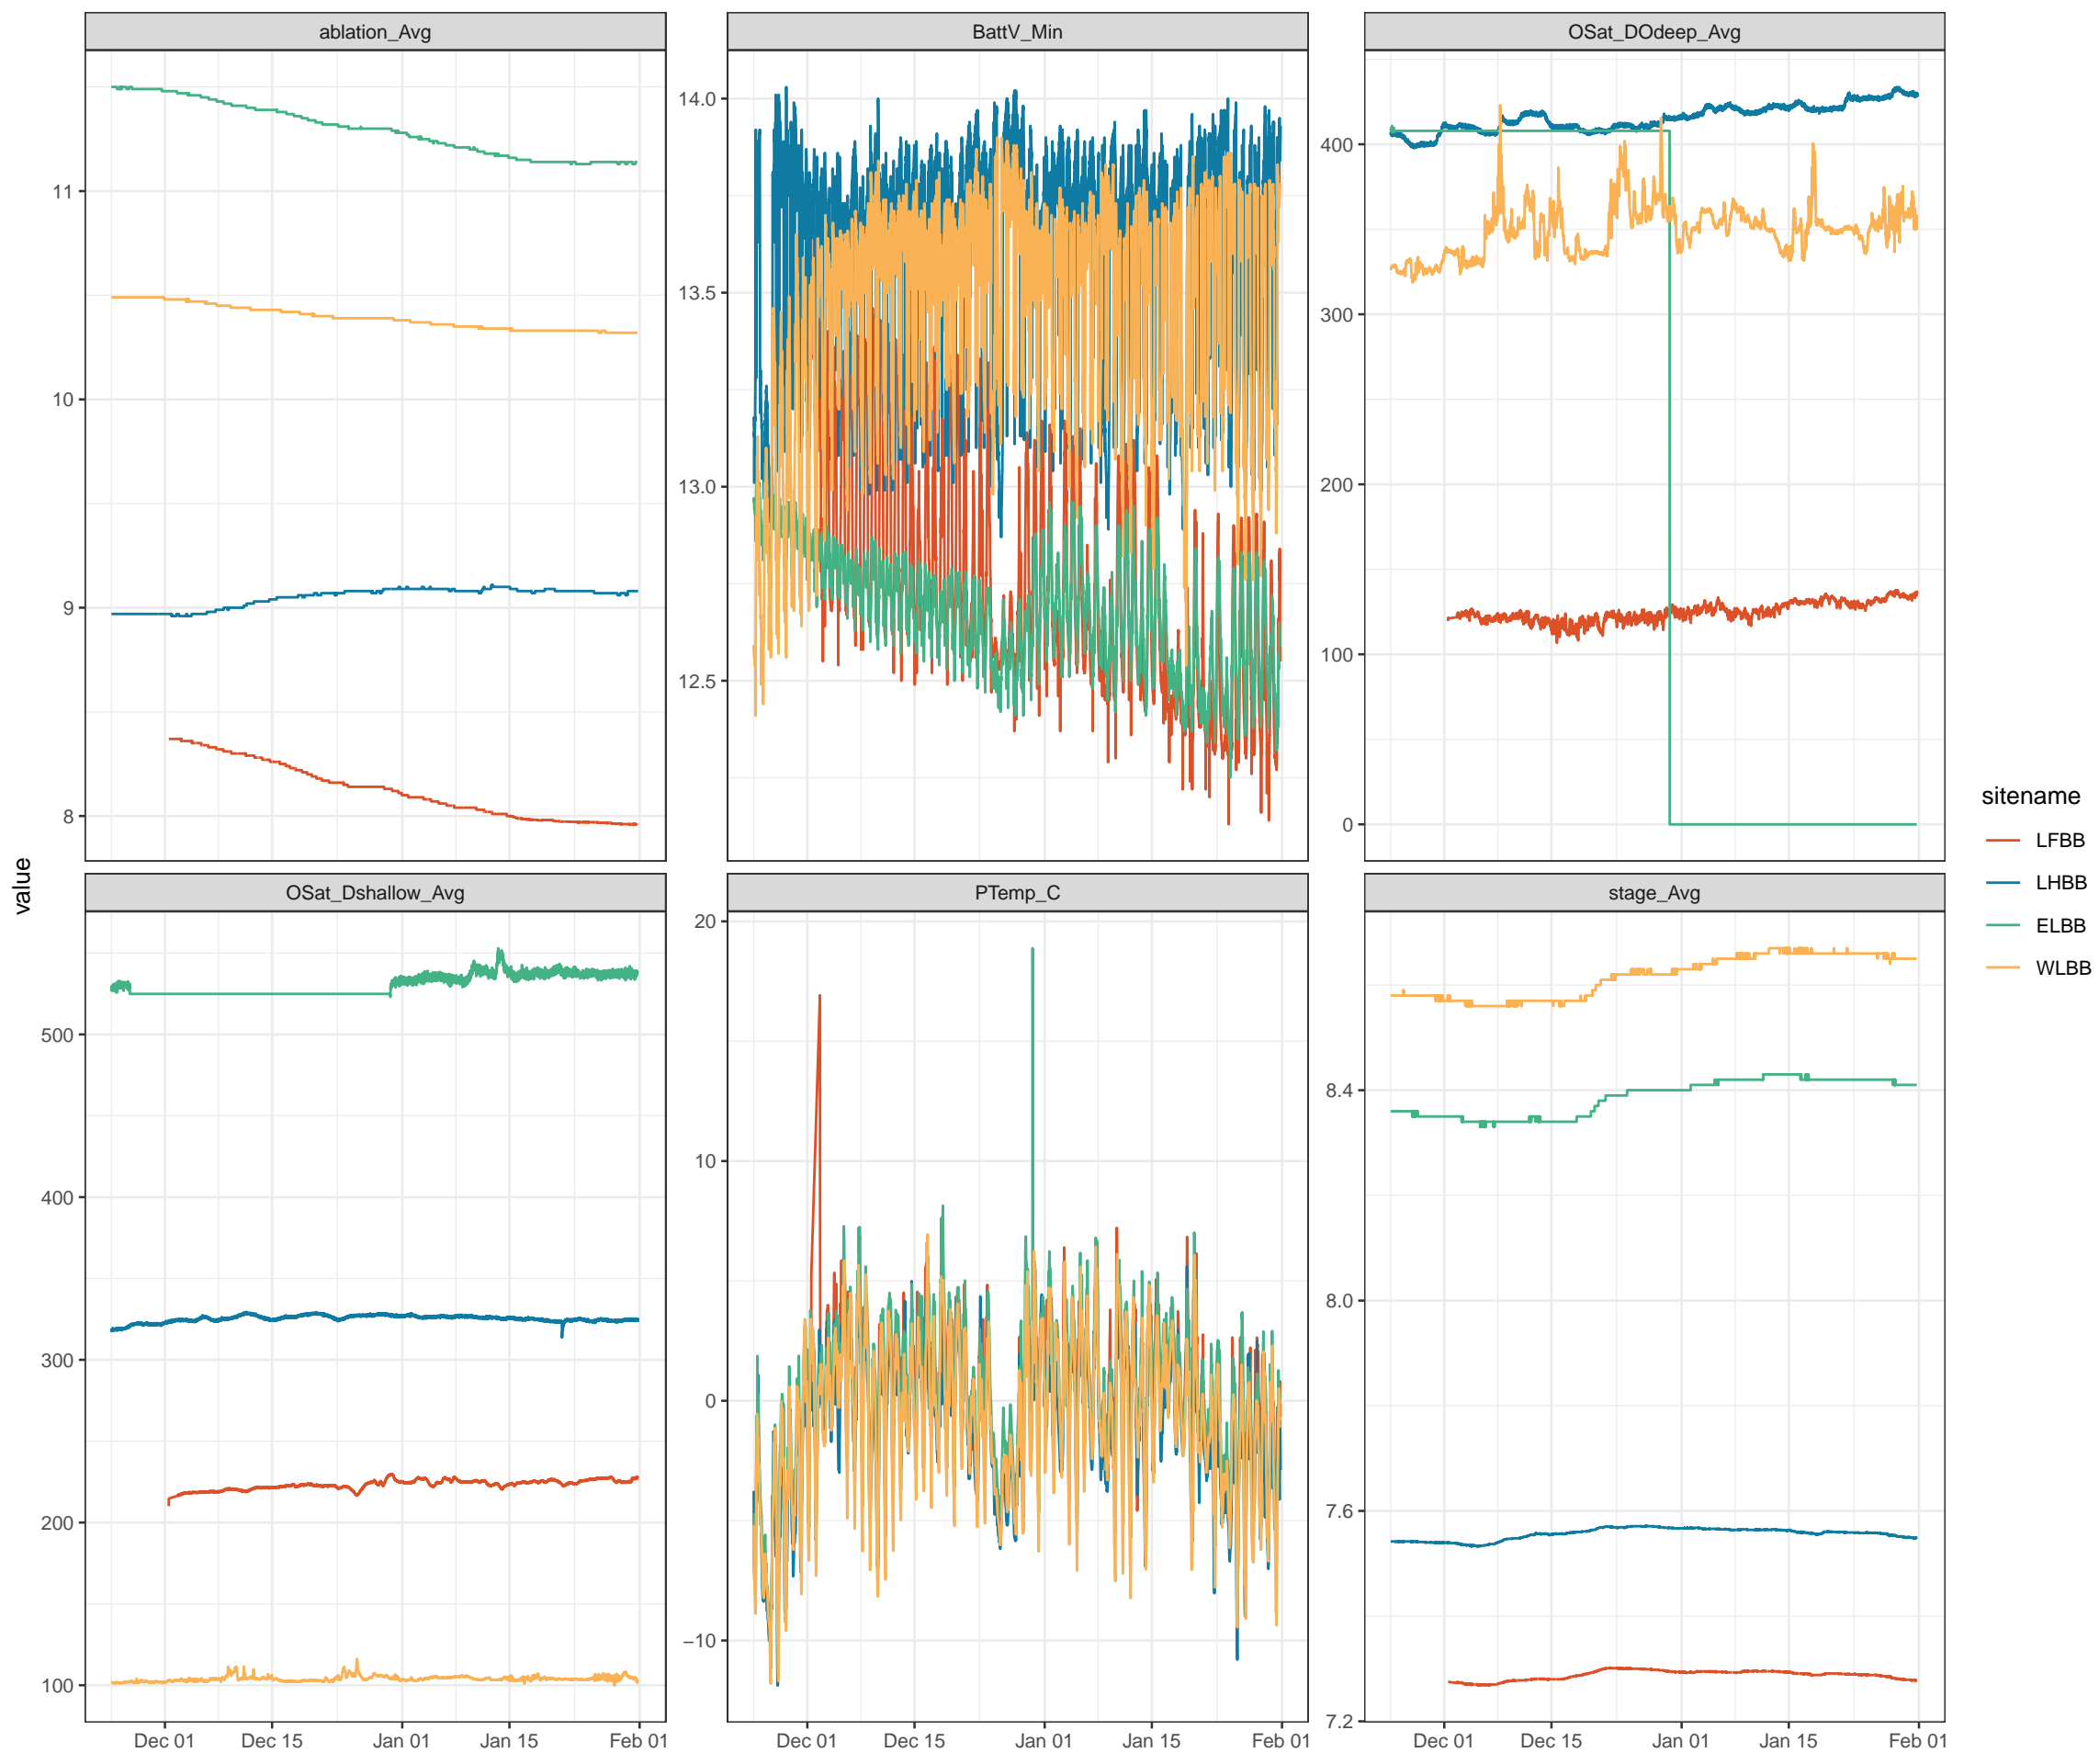 ablation_Avg
BattV_Min
OSat_DOdeep_Avg
11
10
9
8
14.0
13.5
13.0
12.5
400
300
200
100
0
value
OSat_Dshallow_Avg
PTemp_C
stage_Avg
500
400
300
200
100
20
10
0
−10
8.4
8.0
7.6
7.2
Dec 01 Dec 15 Jan 01 Jan 15 Feb 01
Dec 01 Dec 15 Jan 01 Jan 15 Feb 01
Dec 01 Dec 15 Jan 01 Jan 15 Feb 01
sitename
LFBB
LHBB
ELBB
WLBB